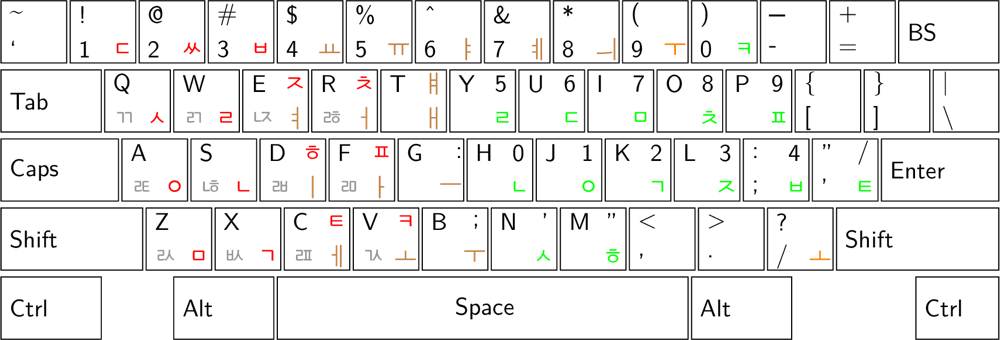 ~ ! @ # $ % ^ & * ( ) _ + BS
` 1 ㄷ 2 ㅆ 3 ㅂ 4 ㅛ 5 ㅠ 6 ㅑ 7 ㅖ 8 ㅢ 9 ㅜ 0 ㅋ - =
Tab Q W E ㅈ R ㅊ T ㅒ Y 5 U 6 I 7 O 8 P 9 { } |
ㄲ ㅅ ㄺ ㄹ ㄵ ㅕ ㅀ ㅓ ㅐ ㄹ ㄷ ㅁ ㅊ ㅍ [ ] \
Caps A S D ㅎ F ㅍ G : H 0 J 1 K 2 L 3 : 4 " / Enter
ㄾ ㅇ ㄶ ㄴ ㄼ ㅣ ㄻ ㅏ ㅡ ㄴ ㅇ ㄱ ㅈ ; ㅂ ' ㅌ
Shift Z X C ㅌ V ㅋ B ; N ' M " < > ? Shift
ㄽ ㅁ ㅄ ㄱ ㄿ ㅔ ㄳ ㅗ ㅜ ㅅ ㅎ , . / ㅗ
Ctrl Alt Space Alt Ctrl